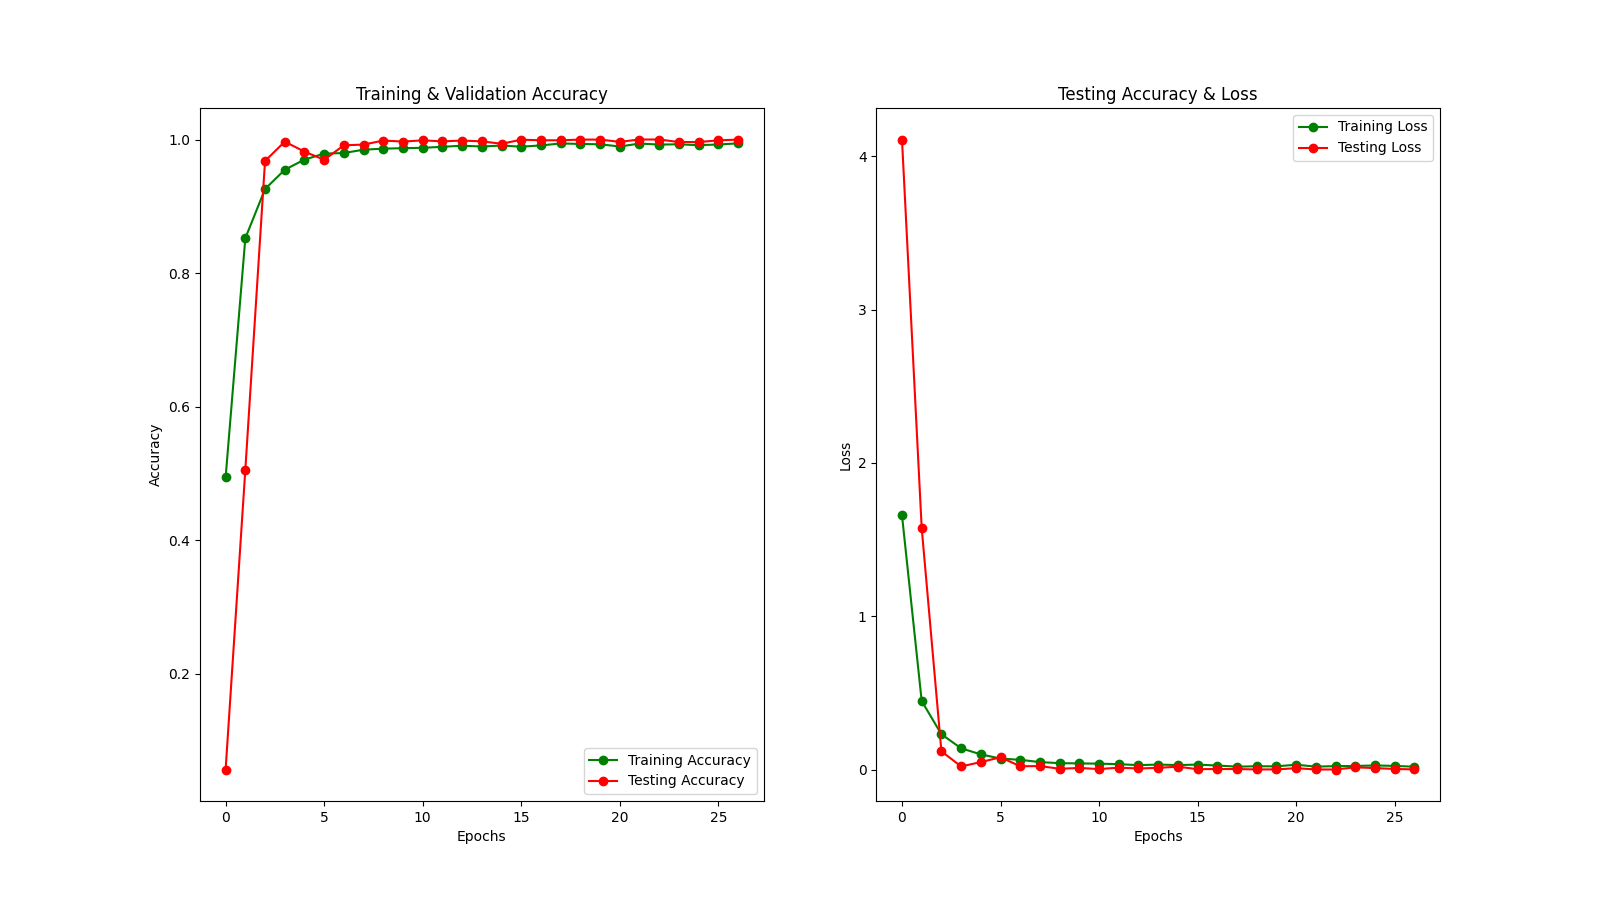 Training & Validation Accuracy
1.0
0.8
0.6
0.4
0.2
Accuracy
0 5 10 15 20 25
Epochs
Training Accuracy
Testing Accuracy
Testing Accuracy & Loss
4
3
2
1
0
Loss
0 5 10 15 20 25
Epochs
Training Loss
Testing Loss